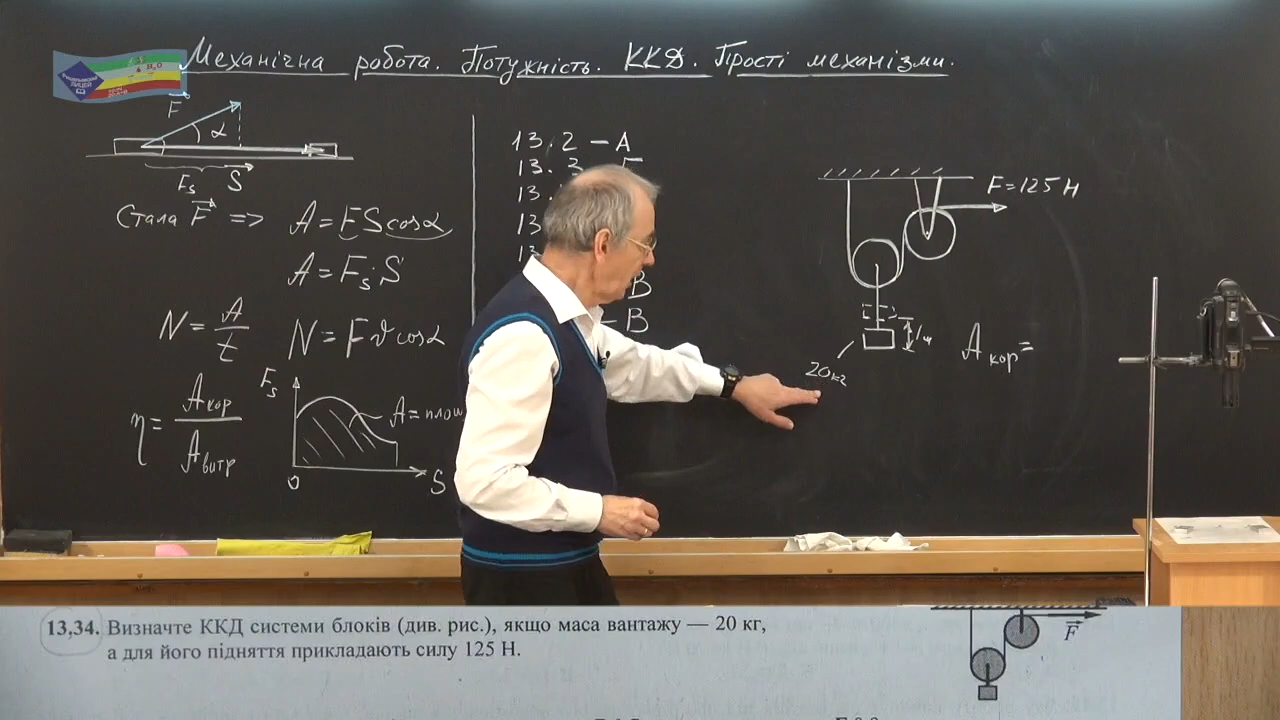 Механічна робота. Потужність. ККД. Прості механізми.
F
α
Fs S
Стала F => A = F S cosα
A = Fs · S
N = A / t N = F v cosα
η = Aкор / Aвитр
Fs
A = площ
0
S
13.2 – А
13.3
13.
13
13
В
– В
F = 125 Н
1м
20 кг
Aкор =
13,34. Визначте ККД системи блоків (див. рис.), якщо маса вантажу — 20 кг,
а для його підняття прикладають силу 125 Н.
F